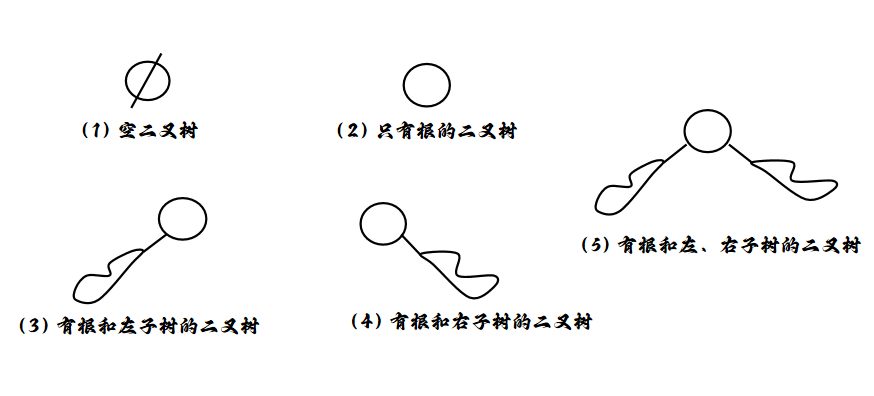 (1) 空二叉树
(2) 只有根的二叉树
(5) 有根和左、右子树的二叉树
(3) 有根和左子树的二叉树
(4) 有根和右子树的二叉树